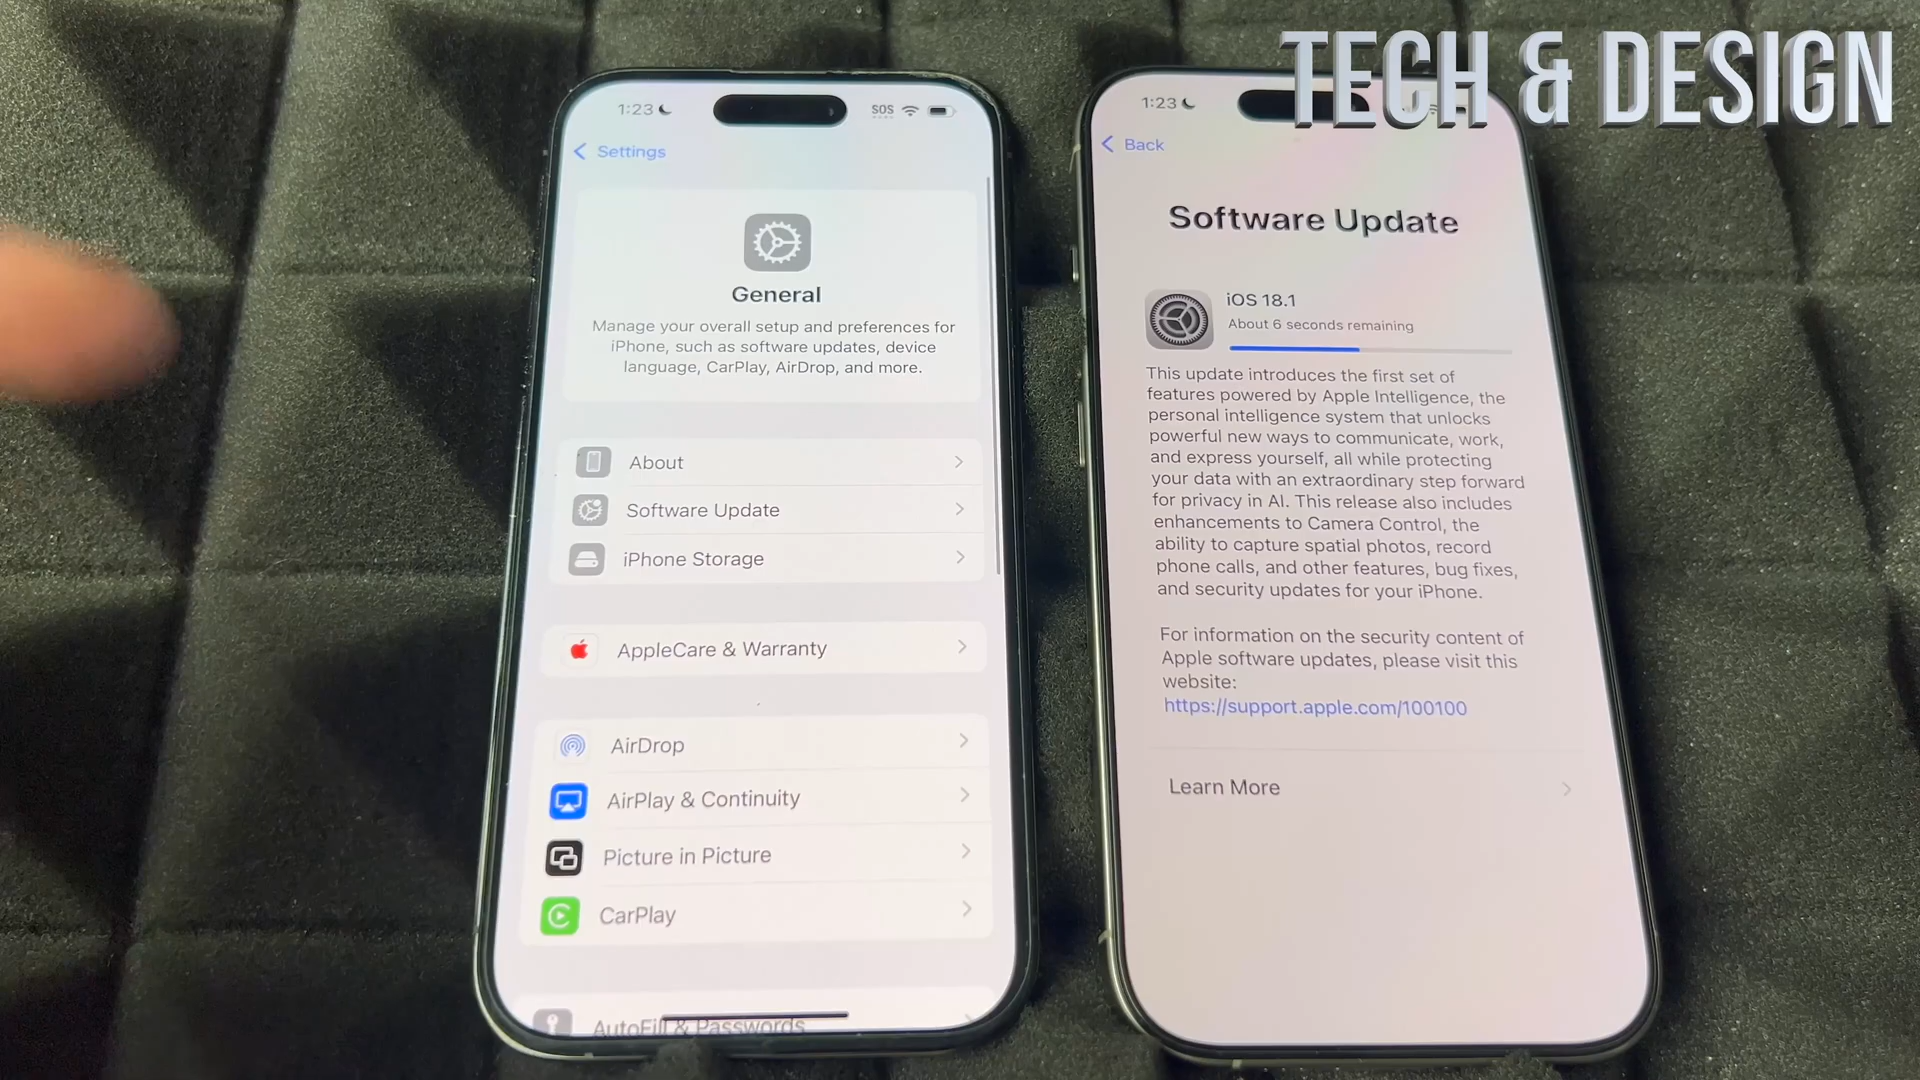 TECH & DESIGN
1:23
SOS
Settings
General
Manage your overall setup and preferences for
iPhone, such as software updates, device
language, CarPlay, AirDrop, and more.
About
Software Update
iPhone Storage
AppleCare & Warranty
AirDrop
AirPlay & Continuity
Picture in Picture
CarPlay
AutoFill & Passwords
1:23
Back
Software Update
iOS 18.1
About 6 seconds remaining
This update introduces the first set of
features powered by Apple Intelligence, the
personal intelligence system that unlocks
powerful new ways to communicate, work,
and express yourself, all while protecting
your data with an extraordinary step forward
for privacy in AI. This release also includes
enhancements to Camera Control, the
ability to capture spatial photos, record
phone calls, and other features, bug fixes,
and security updates for your iPhone.
For information on the security content of
Apple software updates, please visit this
website:
https://support.apple.com/100100
Learn More